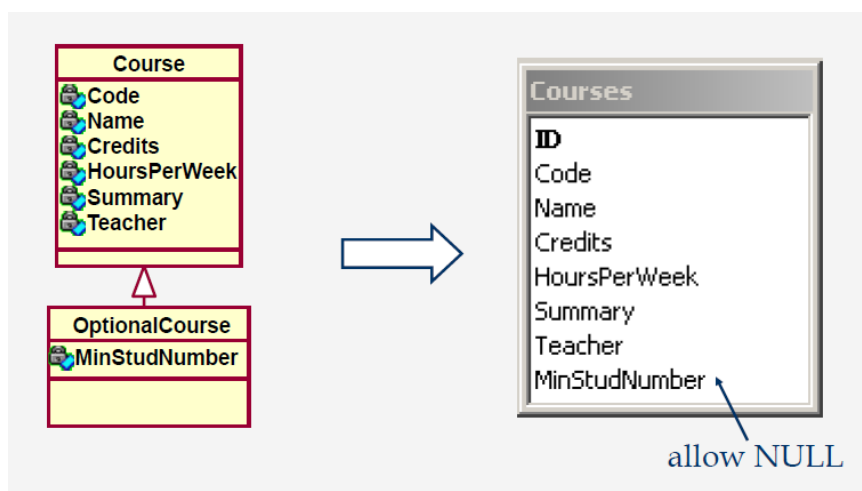 Course
Code
Name
Credits
HoursPerWeek
Summary
Teacher
OptionalCourse
MinStudNumber
Courses
ID
Code
Name
Credits
HoursPerWeek
Summary
Teacher
MinStudNumber
allow NULL